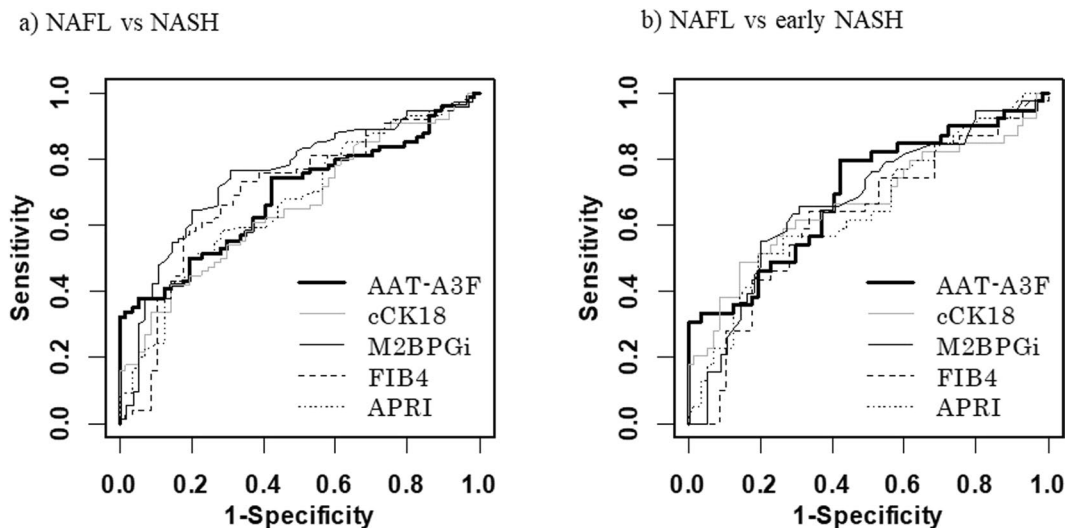 a) NAFL vs NASH
Sensitivity
0.0 0.2 0.4 0.6 0.8 1.0
AAT-A3F
cCK18
M2BPGi
FIB4
APRI
0.0 0.2 0.4 0.6 0.8 1.0
1-Specificity
b) NAFL vs early NASH
Sensitivity
0.0 0.2 0.4 0.6 0.8 1.0
AAT-A3F
cCK18
M2BPGi
FIB4
APRI
0.0 0.2 0.4 0.6 0.8 1.0
1-Specificity